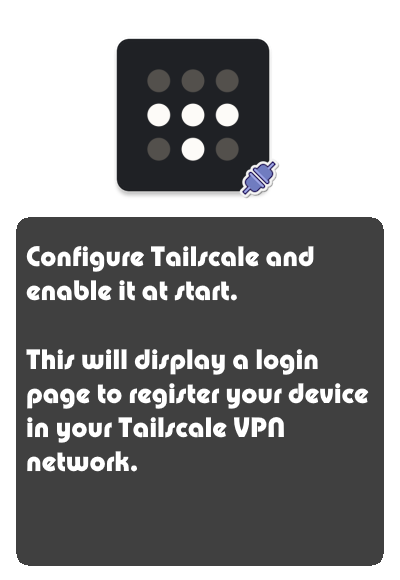 Configure Tailscale and
enable it at start.
This will display a login
page to register your device
in your Tailscale VPN
network.